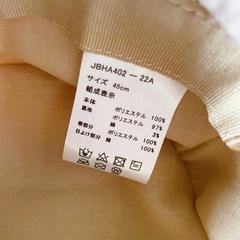 JBHA402-22A
サイズ 46cm
組成表示
本体 ポリエステル 100%
裏地 ポリエステル 97%
綿 3%
帯部分 ポリエステル 100%
日よけ部分 綿 100%